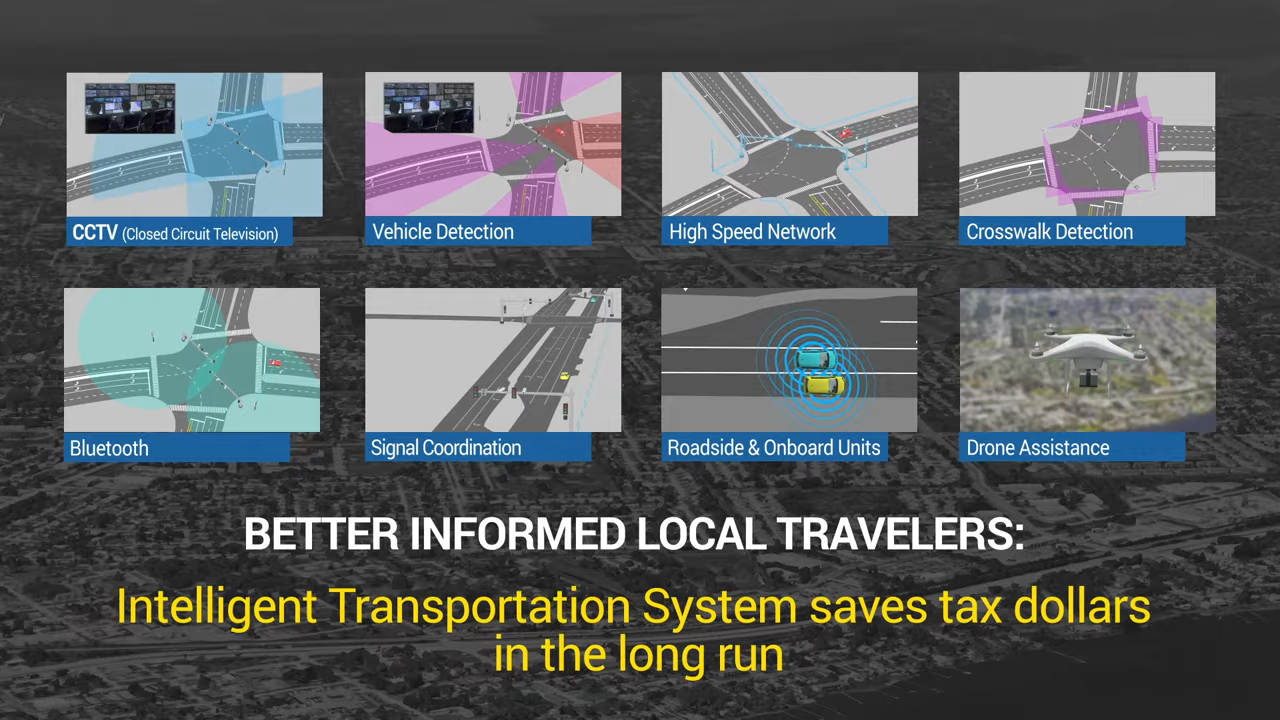 CCTV (Closed Circuit Television)
Vehicle Detection
High Speed Network
Crosswalk Detection
Bluetooth
Signal Coordination
Roadside & Onboard Units
Drone Assistance
BETTER INFORMED LOCAL TRAVELERS:
Intelligent Transportation System saves tax dollars
in the long run